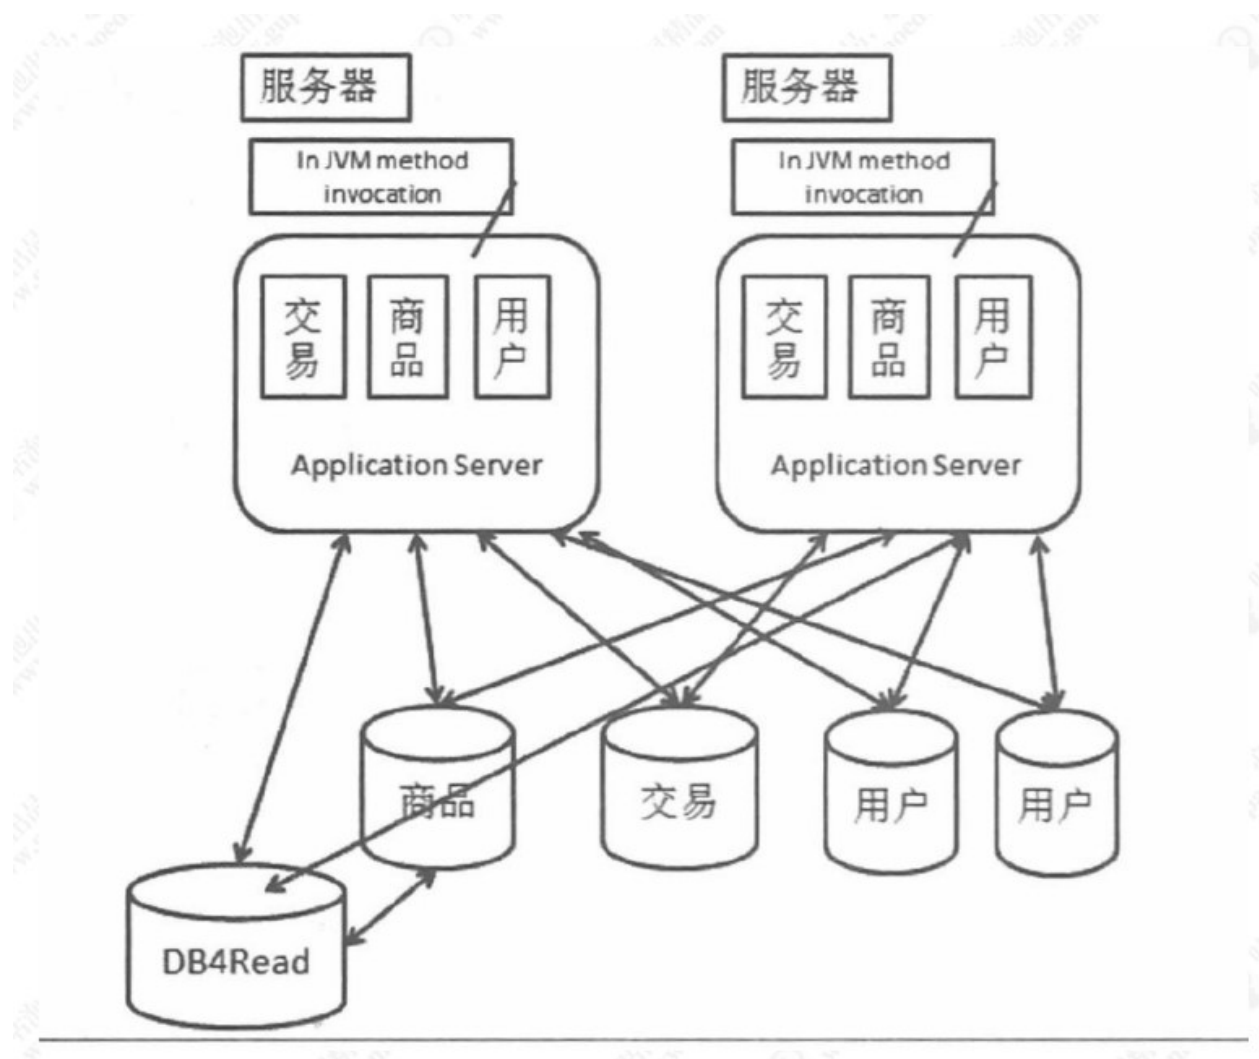 服务器
服务器
In JVM method
invocation
In JVM method
invocation
交易
商品
用户
交易
商品
用户
Application Server
Application Server
商品
交易
用户
用户
DB4Read